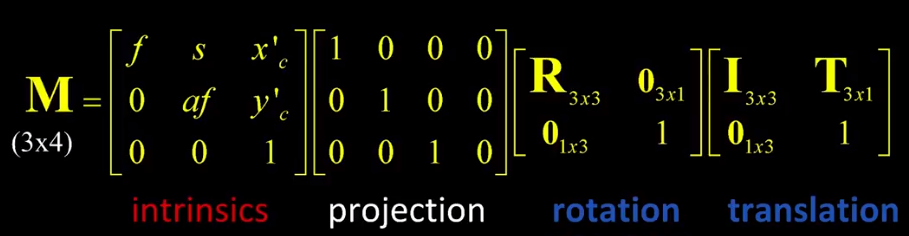 M = [ f s x'c ; 0 af y'c ; 0 0 1 ] [ 1 0 0 0 ; 0 1 0 0 ; 0 0 1 0 ] [ R3x3 03x1 ; 01x3 1 ] [ I3x3 T3x1 ; 01x3 1 ]
(3x4)
intrinsics projection rotation translation